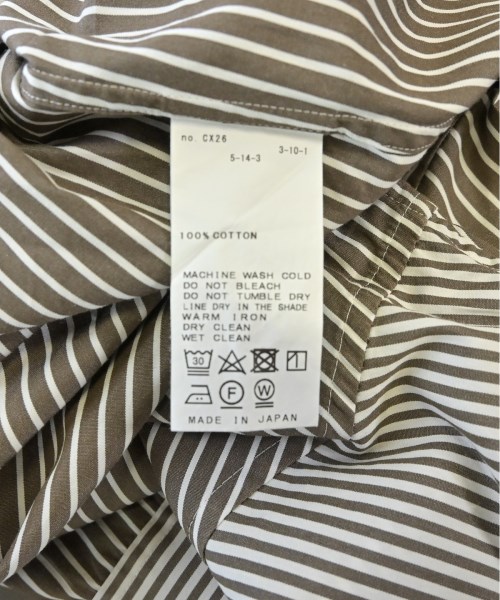 no. CX26
3-10-1
5-14-3
100% COTTON
MACHINE WASH COLD
DO NOT BLEACH
DO NOT TUMBLE DRY
LINE DRY IN THE SHADE
WARM IRON
DRY CLEAN
WET CLEAN
30
F W
MADE IN JAPAN